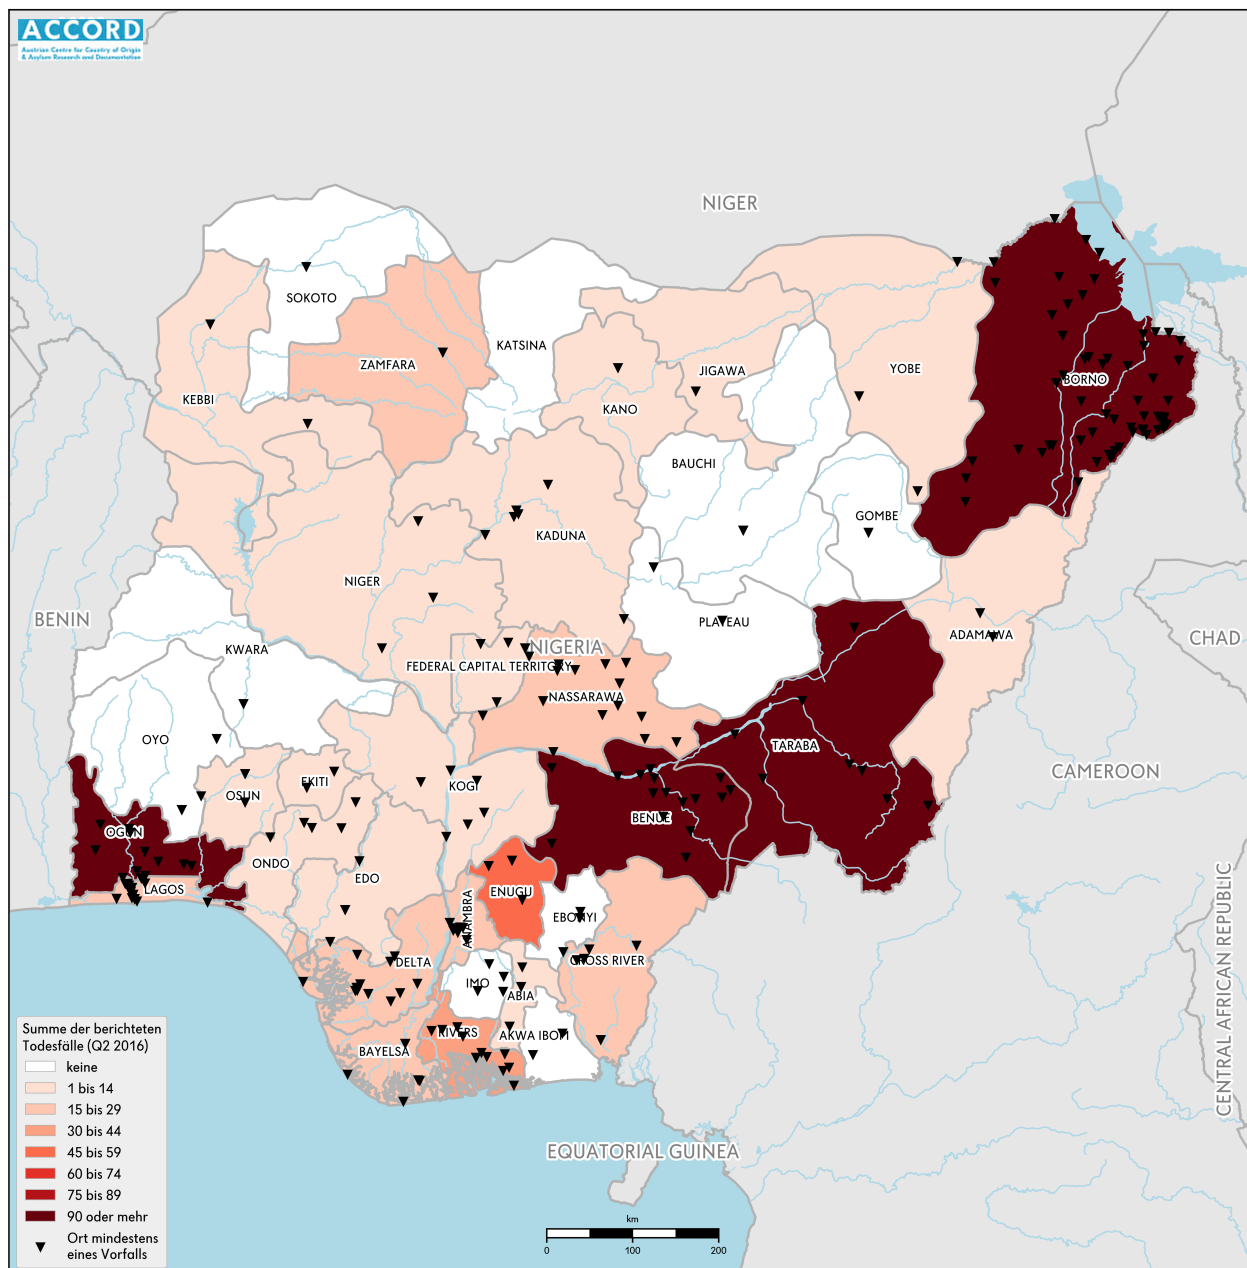 ACCORD
Austrian Centre for Country of Origin
& Asylum Research and Documentation
NIGER
SOKOTO
KATSINA
ZAMFARA
JIGAWA
YOBE
BORNO
KEBBI
KANO
BAUCHI
GOMBE
KADUNA
NIGER
BENIN
PLATEAU
ADAMAWA
CHAD
KWARA
NIGERIA
FEDERAL CAPITAL TERRITORY
NASSARAWA
OYO
TARABA
CAMEROON
EKITI
KOGI
OSUN
BENUE
OGUN
ONDO
EDO
LAGOS
ENUGU
ANAMBRA
EBONYI
DELTA
CROSS RIVER
IMO
ABIA
RIVERS
AKWA IBOM
BAYELSA
CENTRAL AFRICAN REPUBLIC
EQUATORIAL GUINEA
Summe der berichteten
Todesfälle (Q2 2016)
keine
1 bis 14
15 bis 29
30 bis 44
45 bis 59
60 bis 74
75 bis 89
90 oder mehr
Ort mindestens
eines Vorfalls
km
0 100 200